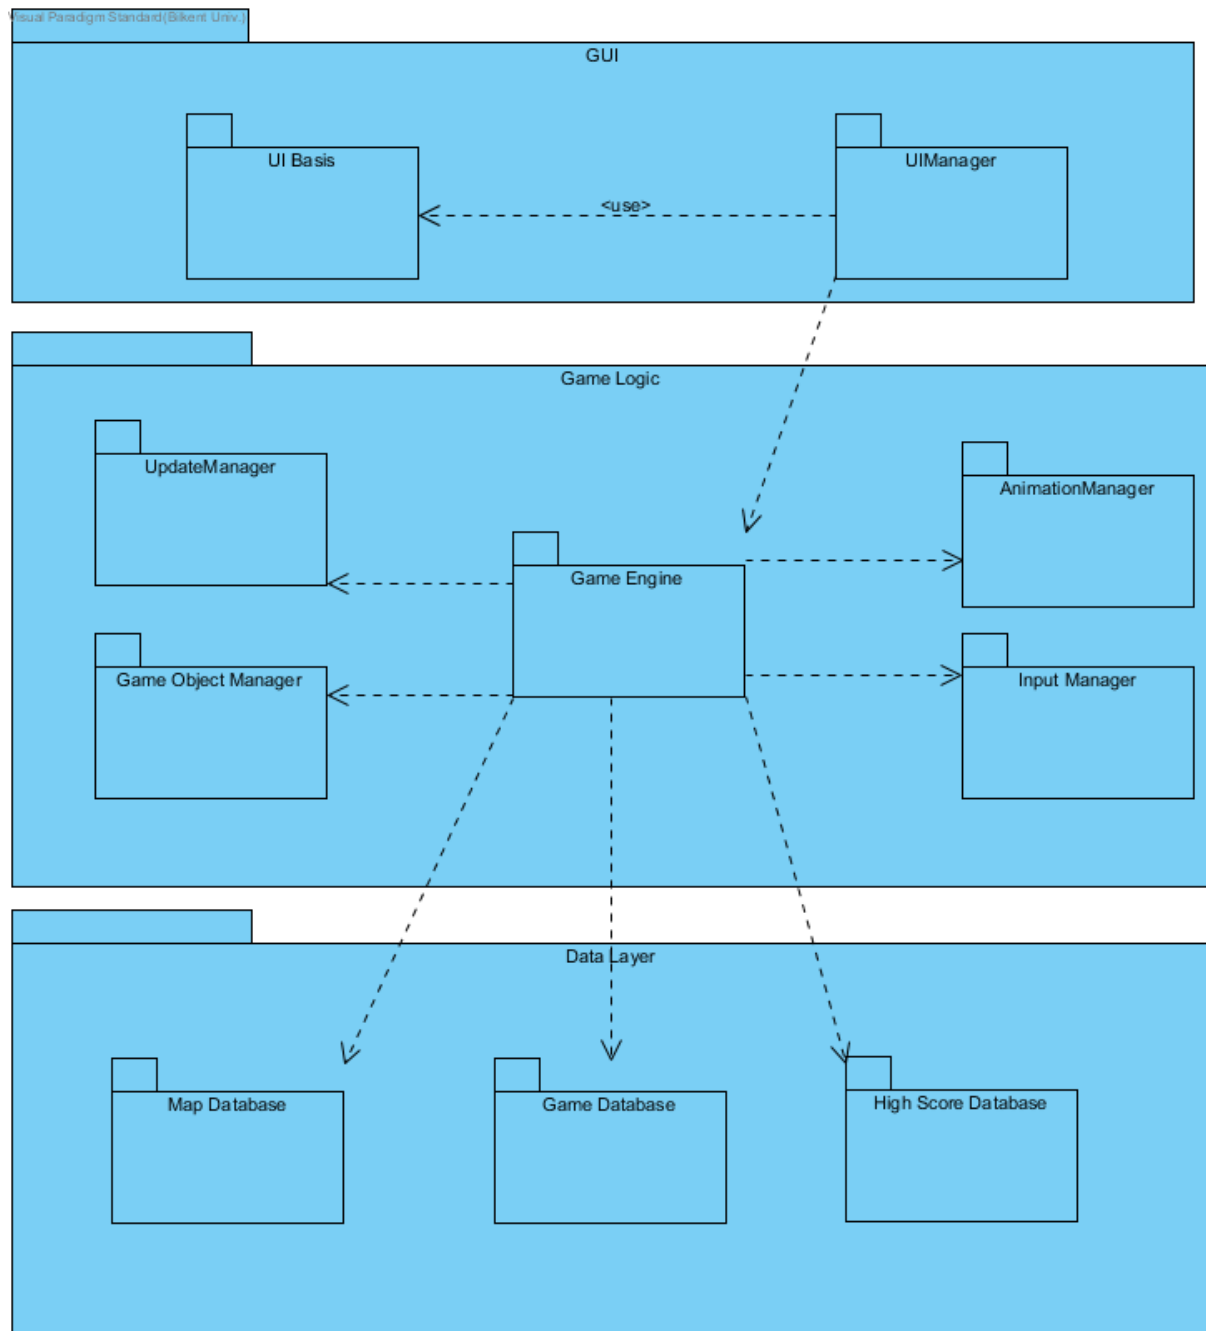 Visual Paradigm Standard(Bilkent Univ.)
GUI
UI Basis
UIManager
<use>
Game Logic
UpdateManager
AnimationManager
Game Engine
Game Object Manager
Input Manager
Data Layer
Map Database
Game Database
High Score Database